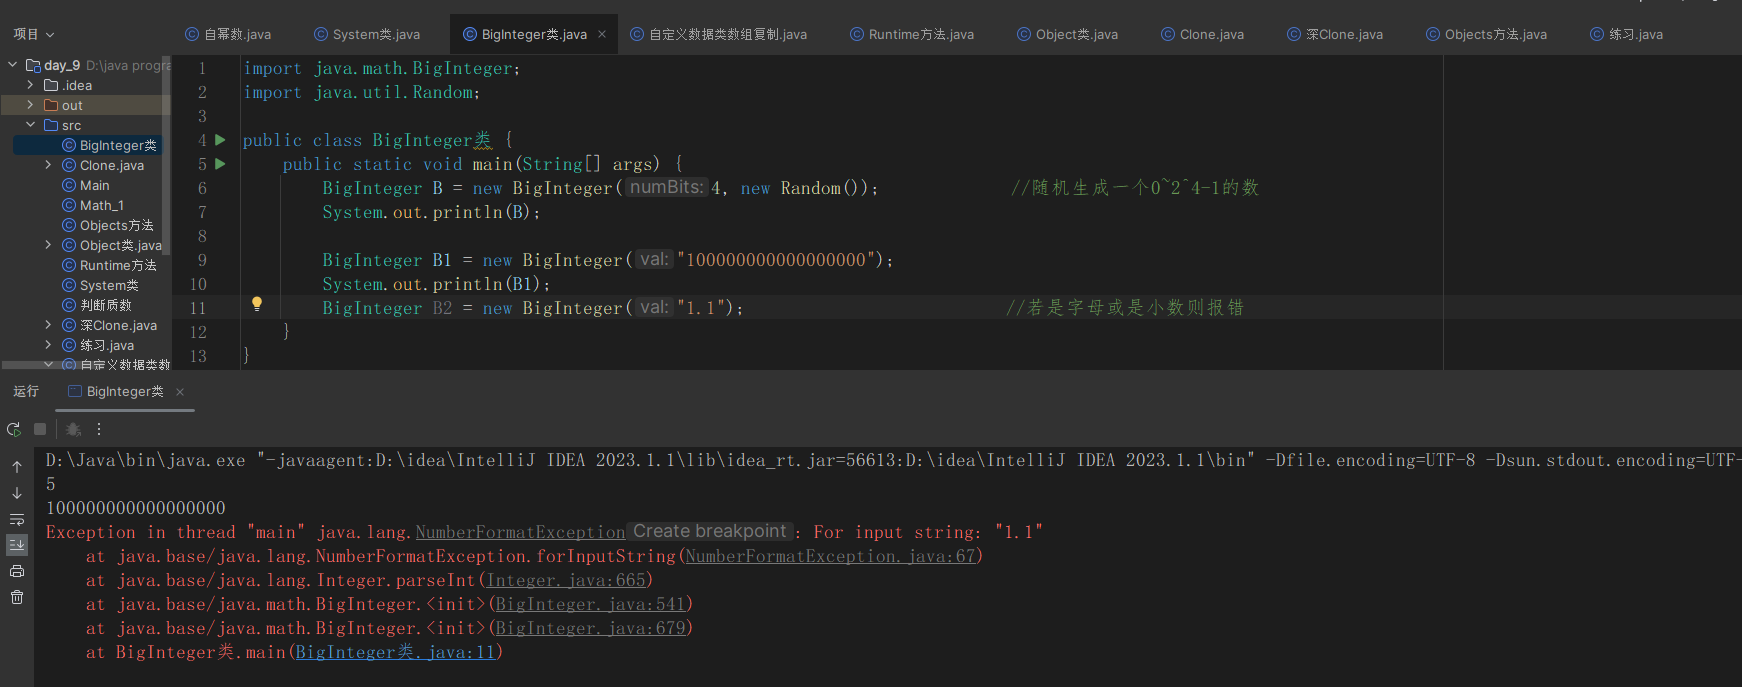 项目
自幂数.java System类.java BigInteger类.java 自定义数据类数组复制.java Runtime方法.java Object类.java Clone.java 深Clone.java Objects方法.java 练习.java
day_9 D:\java progra
.idea
out
src
BigInteger类
Clone.java
Main
Math_1
Objects方法
Object类.java
Runtime方法
System类
判断质数
深Clone.java
练习.java
自定义数据类数
1 import java.math.BigInteger;
2 import java.util.Random;
3
4 public class BigInteger类 {
5 public static void main(String[] args) {
6 BigInteger B = new BigInteger( numBits: 4, new Random()); //随机生成一个0~2^4-1的数
7 System.out.println(B);
8
9 BigInteger B1 = new BigInteger( val: "100000000000000000");
10 System.out.println(B1);
11 BigInteger B2 = new BigInteger( val: "1.1"); //若是字母或是小数则报错
12 }
13 }
运行 BigInteger类
D:\Java\bin\java.exe "-javaagent:D:\idea\IntelliJ IDEA 2023.1.1\lib\idea_rt.jar=56613:D:\idea\IntelliJ IDEA 2023.1.1\bin" -Dfile.encoding=UTF-8 -Dsun.stdout.encoding=UTF-
5
100000000000000000
Exception in thread "main" java.lang.NumberFormatException Create breakpoint : For input string: "1.1"
at java.base/java.lang.NumberFormatException.forInputString(NumberFormatException.java:67)
at java.base/java.lang.Integer.parseInt(Integer.java:665)
at java.base/java.math.BigInteger.<init>(BigInteger.java:541)
at java.base/java.math.BigInteger.<init>(BigInteger.java:679)
at BigInteger类.main(BigInteger类.java:11)